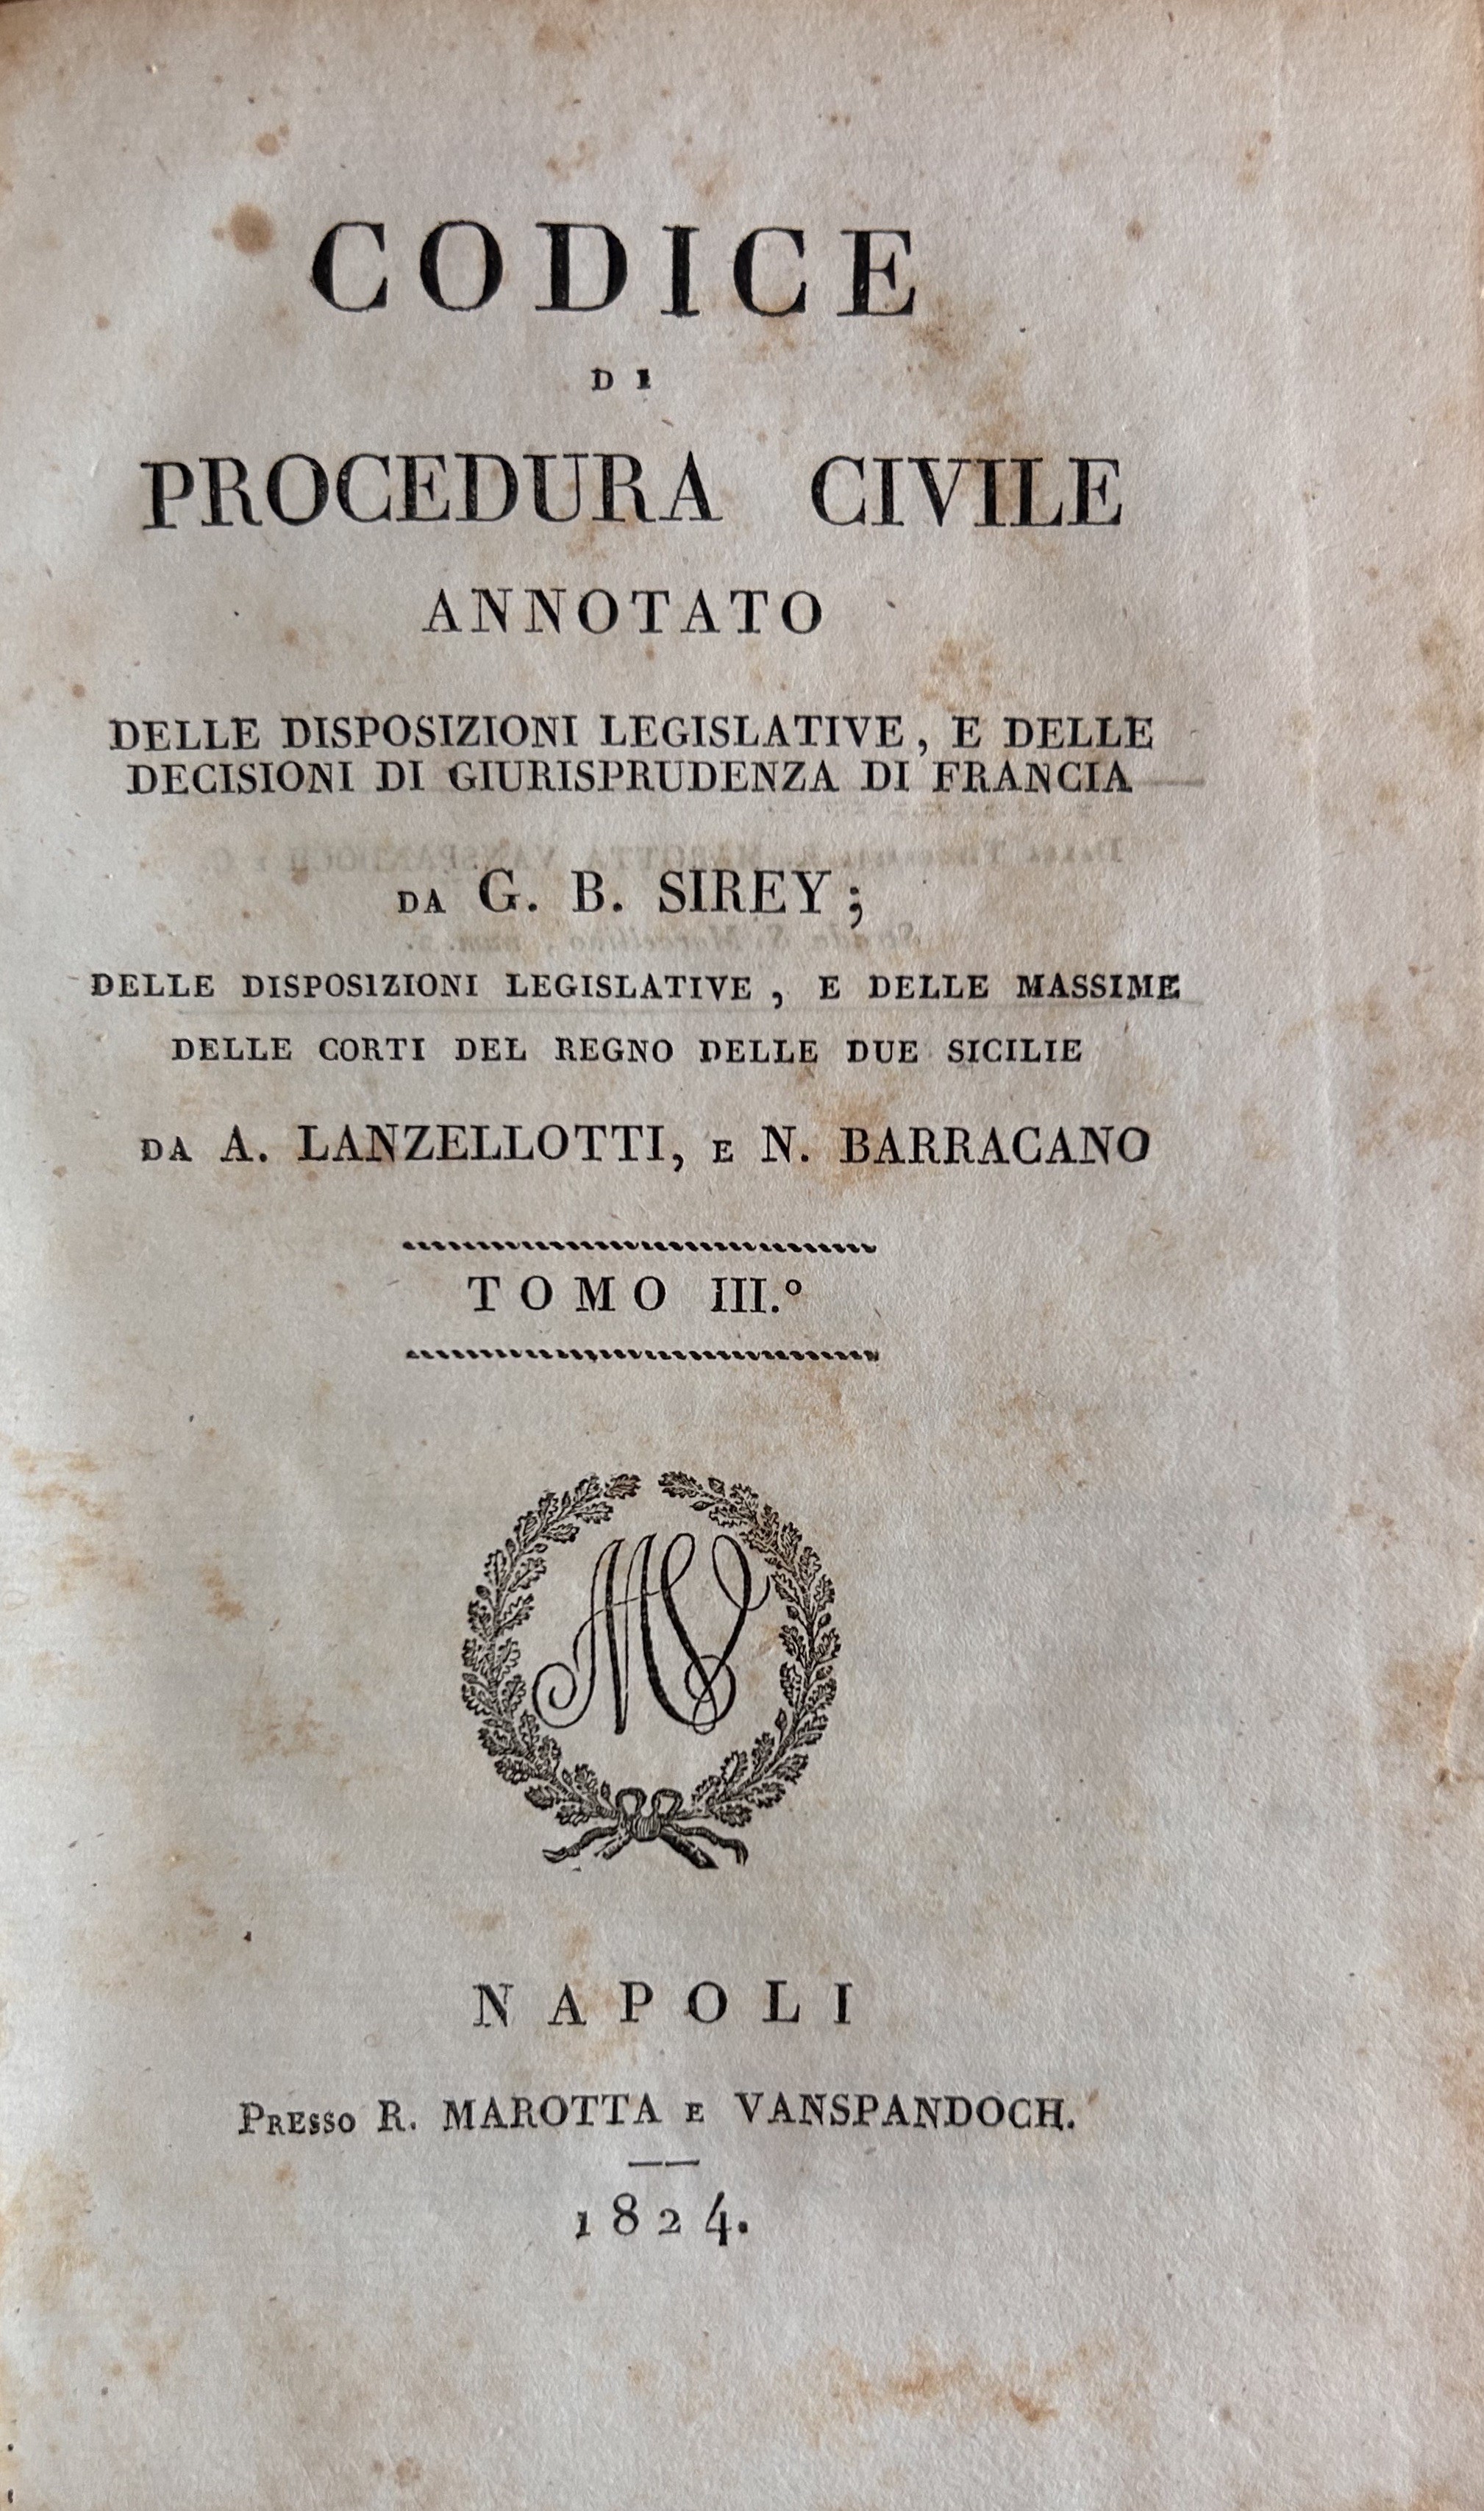 CODICE
DI
PROCEDURA CIVILE
ANNOTATO
DELLE DISPOSIZIONI LEGISLATIVE, E DELLE
DECISIONI DI GIURISPRUDENZA DI FRANCIA
DA G. B. SIREY;
DELLE DISPOSIZIONI LEGISLATIVE, E DELLE MASSIME
DELLE CORTI DEL REGNO DELLE DUE SICILIE
DA A. LANZELLOTTI, E N. BARRACANO
TOMO III.º
MV
NAPOLI
PRESSO R. MAROTTA E VANSPANDOCH.
1824.